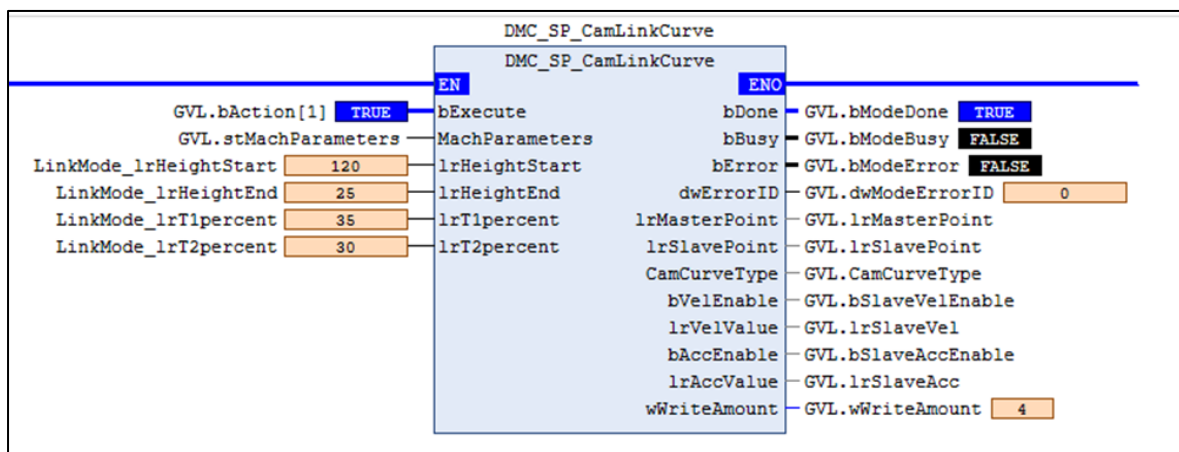 DMC_SP_CamLinkCurve
DMC_SP_CamLinkCurve
EN ENO
GVL.bAction[1] TRUE bExecute bDone GVL.bModeDone TRUE
GVL.stMachParameters MachParameters bBusy GVL.bModeBusy FALSE
LinkMode_lrHeightStart 120 lrHeightStart bError GVL.bModeError FALSE
LinkMode_lrHeightEnd 25 lrHeightEnd dwErrorID GVL.dwModeErrorID 0
LinkMode_lrT1percent 35 lrT1percent lrMasterPoint GVL.lrMasterPoint
LinkMode_lrT2percent 30 lrT2percent lrSlavePoint GVL.lrSlavePoint
CamCurveType GVL.CamCurveType
bVelEnable GVL.bSlaveVelEnable
lrVelValue GVL.lrSlaveVel
bAccEnable GVL.bSlaveAccEnable
lrAccValue GVL.lrSlaveAcc
wWriteAmount GVL.wWriteAmount 4